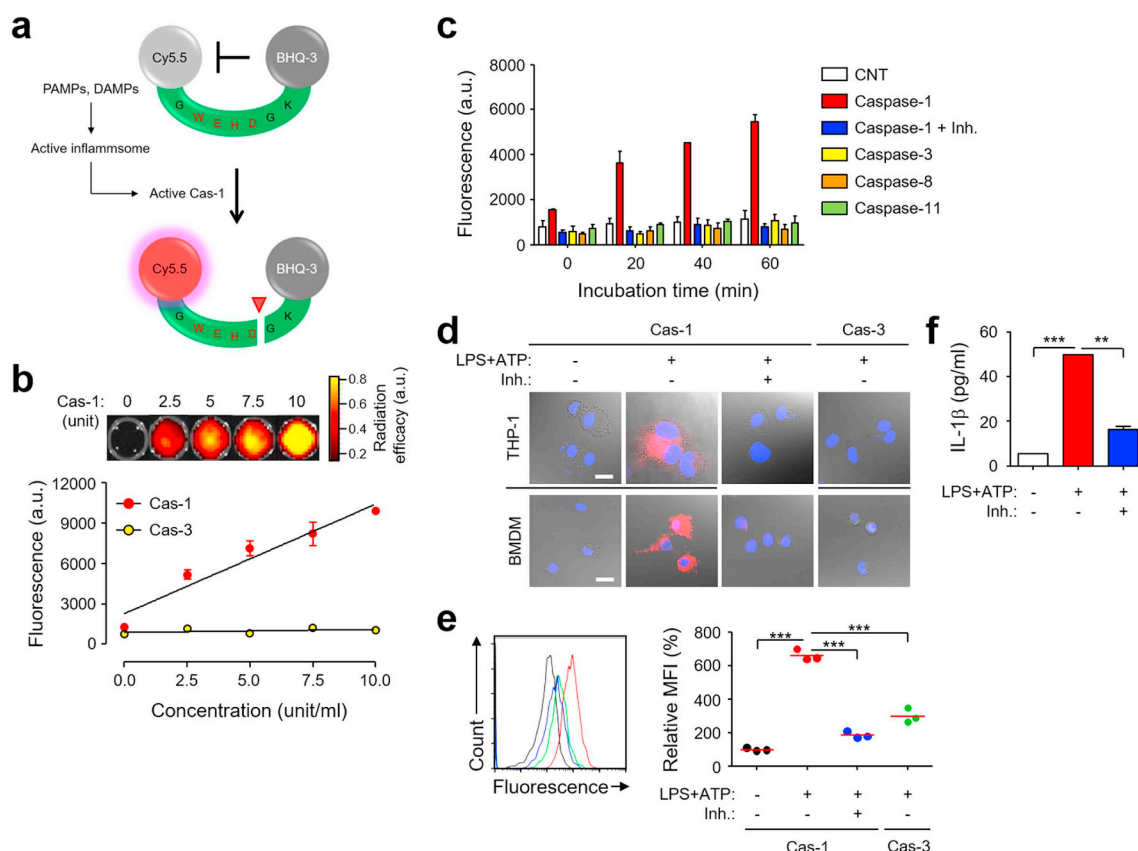 a
Cy5.5
BHQ-3
PAMPs, DAMPs
G W E H D G K
Active inflammsome
Active Cas-1
Cy5.5
BHQ-3
G W E H D G K
b
Cas-1: 0 2.5 5 7.5 10
(unit)
0.8
0.6
0.4
0.2
Radiation
efficacy (a.u.)
12000
9000
6000
3000
0
Fluorescence (a.u.)
Cas-1
Cas-3
0.0 2.5 5.0 7.5 10.0
Concentration (unit/ml)
c
8000
6000
4000
2000
0
Fluorescence (a.u.)
0 20 40 60
Incubation time (min)
CNT
Caspase-1
Caspase-1 + Inh.
Caspase-3
Caspase-8
Caspase-11
d
Cas-1 Cas-3
LPS+ATP: - + + +
Inh.: - - + -
THP-1
BMDM
e
Count
Fluorescence
800
600
400
200
0
Relative MFI (%)
***
***
***
LPS+ATP: - + + +
Inh.: - - + -
Cas-1 Cas-3
f
60
40
20
0
IL-1β (pg/ml)
*** **
LPS+ATP: - + +
Inh.: - - +